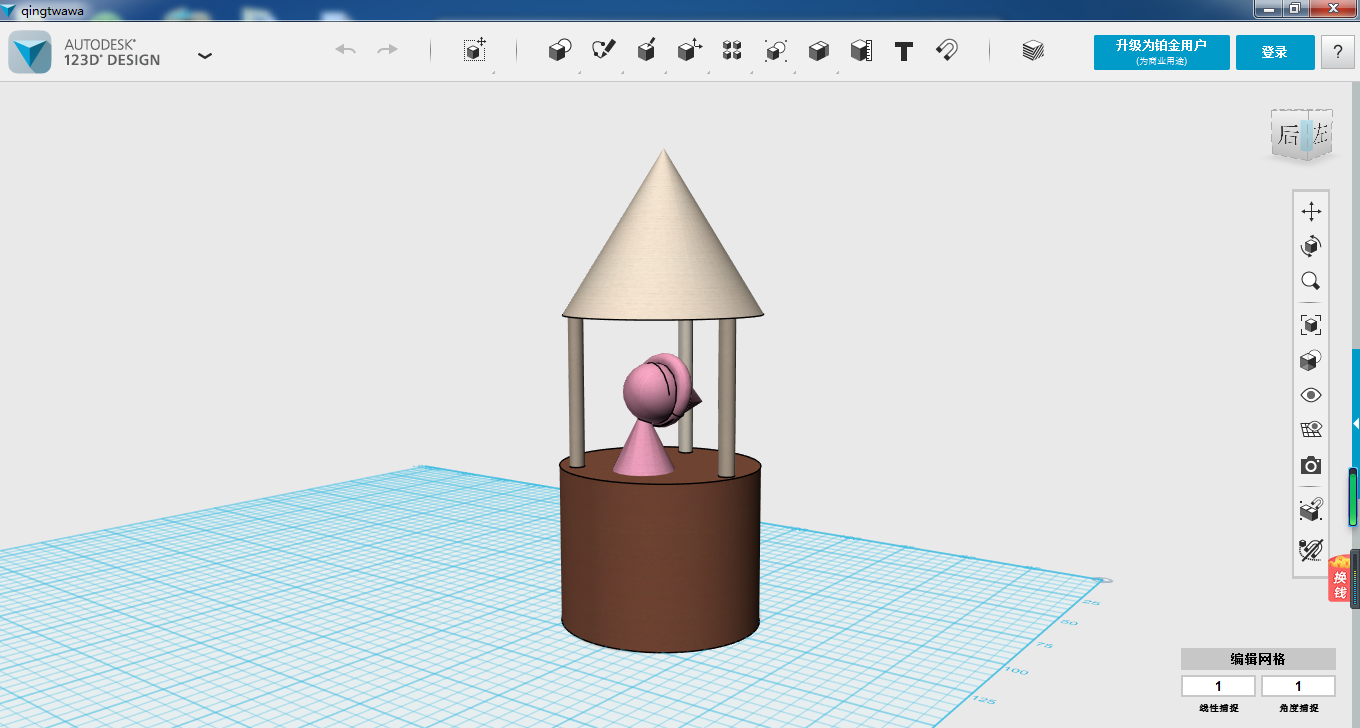 qingtwawa
AUTODESK®
123D® DESIGN
T
升级为铂金用户
(为商业用途)
登录
?
后 左
换
钱
25
50
75
100
125
编辑网格
1 1
线性捕捉 角度捕捉